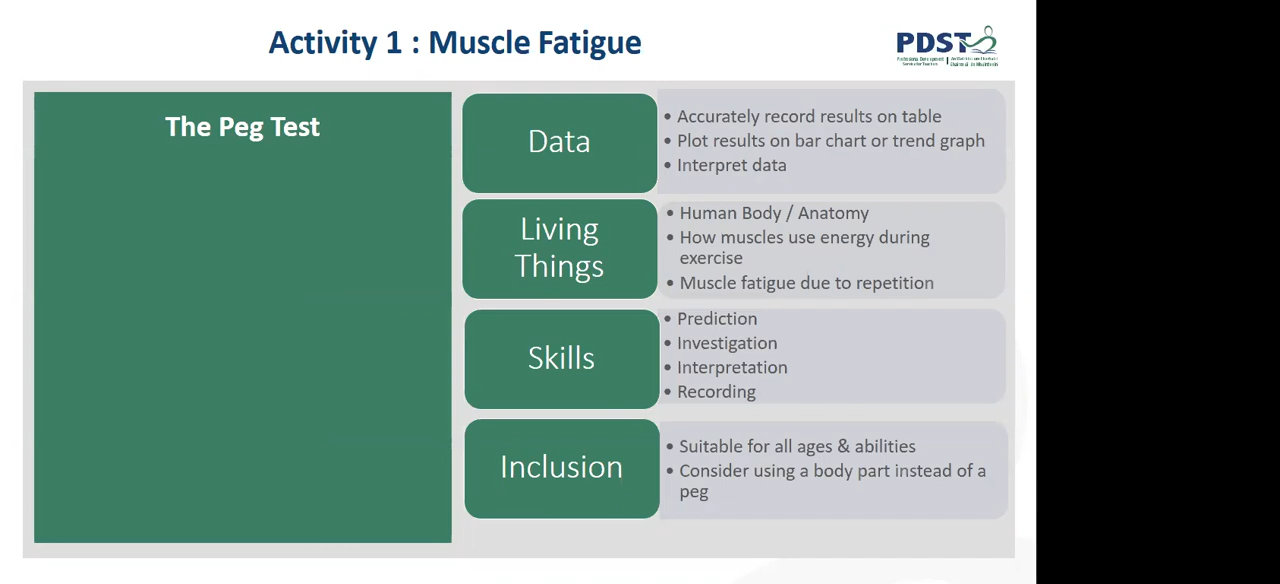 Activity 1 : Muscle Fatigue
PDST
The Peg Test
Data
• Accurately record results on table
• Plot results on bar chart or trend graph
• Interpret data
Living
Things
• Human Body / Anatomy
• How muscles use energy during
exercise
• Muscle fatigue due to repetition
Skills
• Prediction
• Investigation
• Interpretation
• Recording
Inclusion
• Suitable for all ages & abilities
• Consider using a body part instead of a
peg